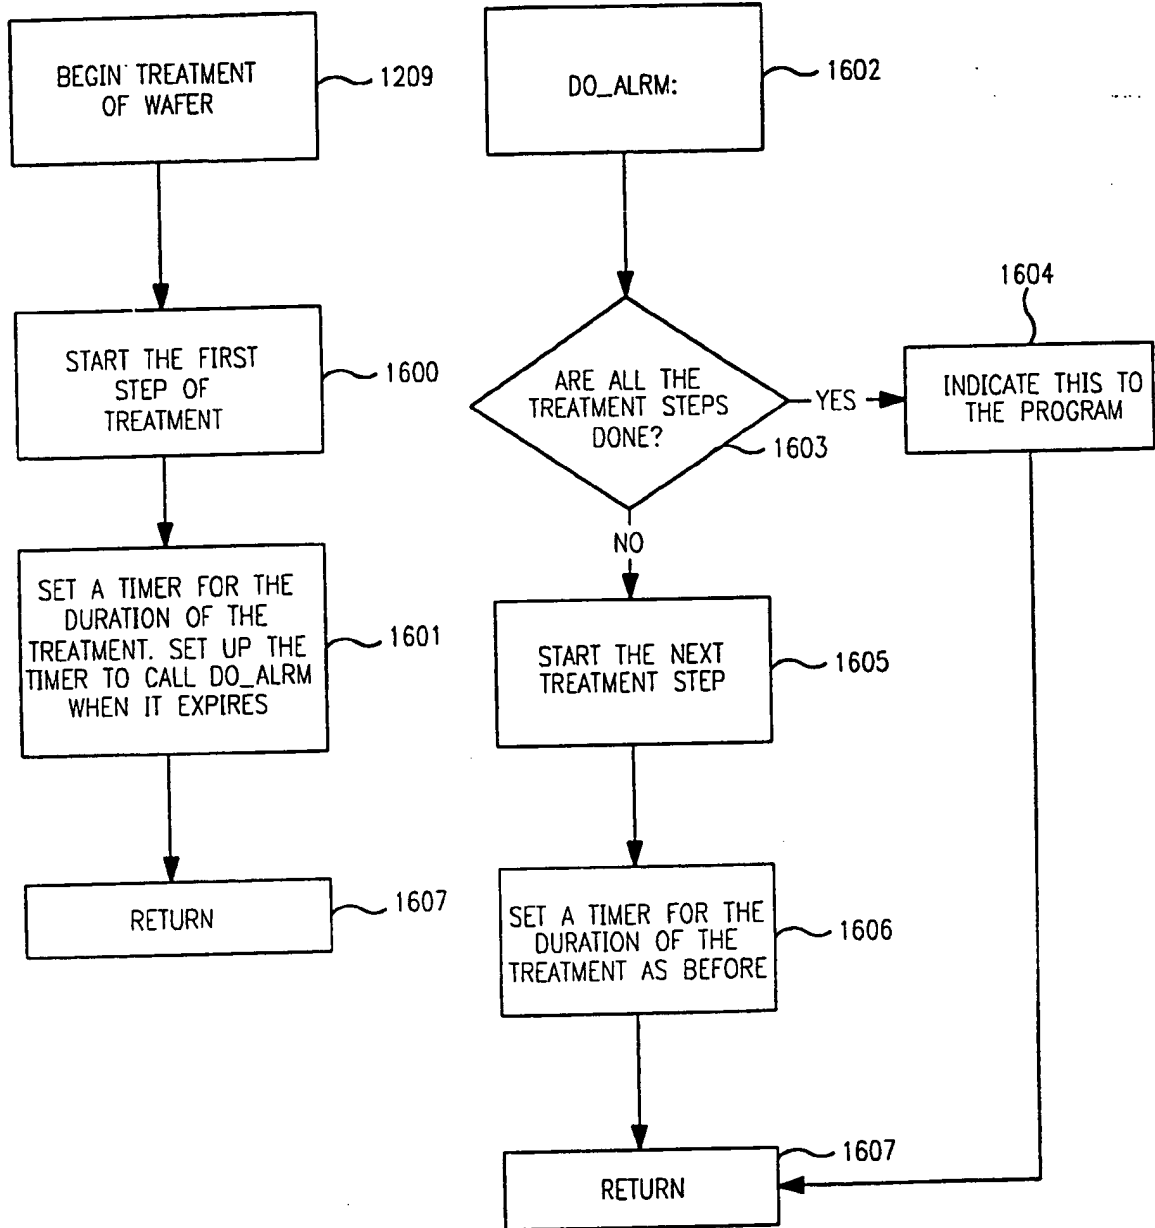 BEGIN TREATMENT
OF WAFER
1209
START THE FIRST
STEP OF
TREATMENT
1600
SET A TIMER FOR THE
DURATION OF THE
TREATMENT. SET UP THE
TIMER TO CALL DO_ALRM
WHEN IT EXPIRES
1601
RETURN
1607
DO_ALRM:
1602
ARE ALL THE
TREATMENT STEPS
DONE?
1603
YES
1604
INDICATE THIS TO
THE PROGRAM
NO
START THE NEXT
TREATMENT STEP
1605
SET A TIMER FOR THE
DURATION OF THE
TREATMENT AS BEFORE
1606
RETURN
1607